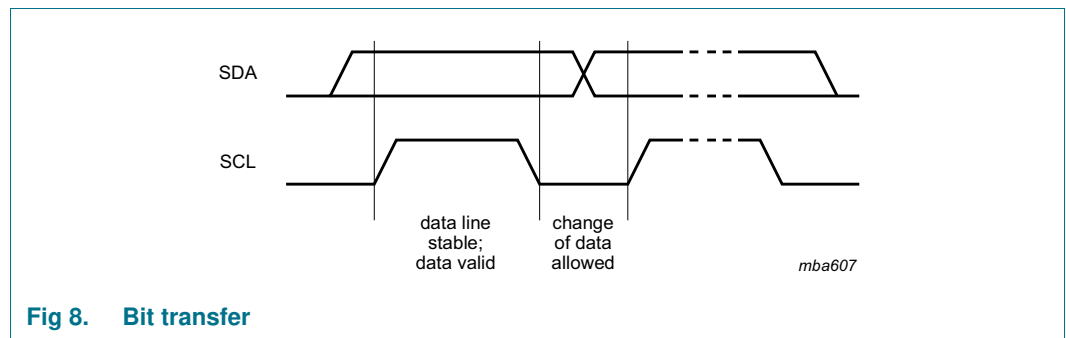 SDA
SCL
data line
stable;
data valid
change
of data
allowed
mba607
Fig 8. Bit transfer